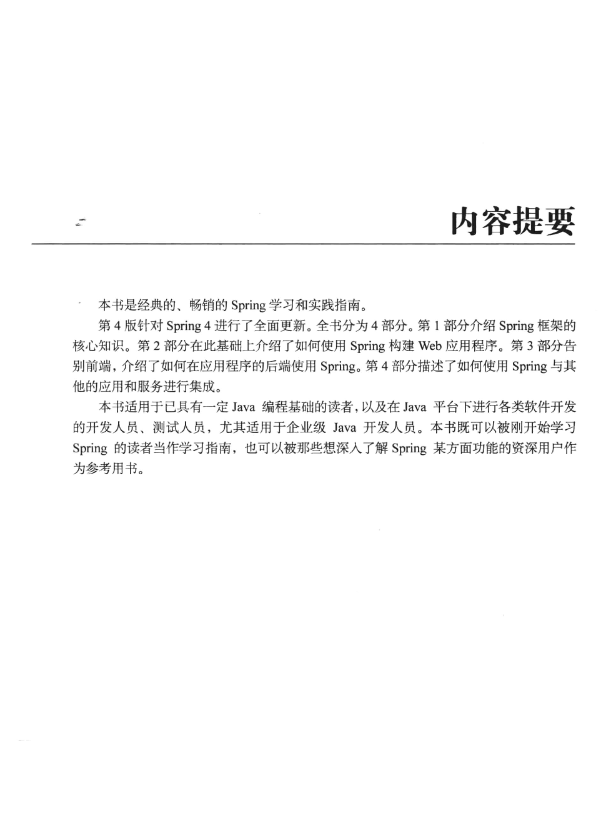 内容提要
本书是经典的、畅销的 Spring 学习和实践指南。
第 4 版针对 Spring 4 进行了全面更新。全书分为 4 部分。第 1 部分介绍 Spring 框架的
核心知识。第 2 部分在此基础上介绍了如何使用 Spring 构建 Web 应用程序。第 3 部分告
别前端，介绍了如何在应用程序的后端使用 Spring。第 4 部分描述了如何使用 Spring 与其
他的应用和服务进行集成。
本书适用于已具有一定 Java 编程基础的读者，以及在 Java 平台下进行各类软件开发
的开发人员、测试人员，尤其适用于企业级 Java 开发人员。本书既可以被刚开始学习
Spring 的读者当作学习指南，也可以被那些想深入了解 Spring 某方面功能的资深用户作
为参考用书。